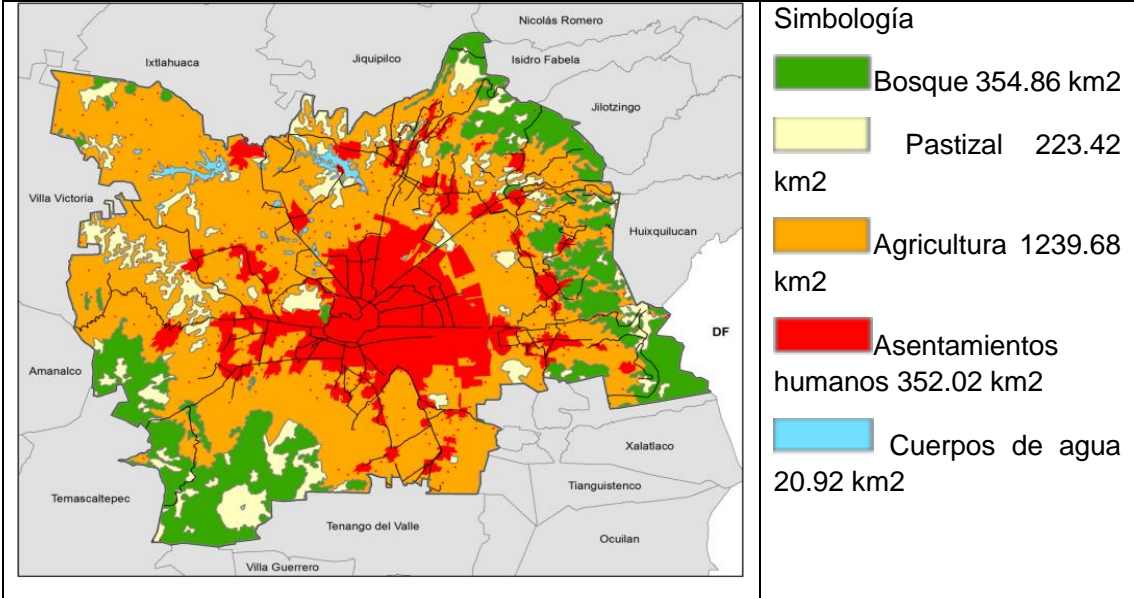 Nicolás Romero
Ixtlahuaca
Jiquipilco
Isidro Fabela
Jilotzingo
Villa Victoria
Huixquilucan
DF
Amanalco
Xalatlaco
Temascaltepec
Tianguistenco
Tenango del Valle
Ocuilan
Villa Guerrero
Simbología
Bosque 354.86 km2
Pastizal 223.42
km2
Agricultura 1239.68
km2
Asentamientos
humanos 352.02 km2
Cuerpos de agua
20.92 km2